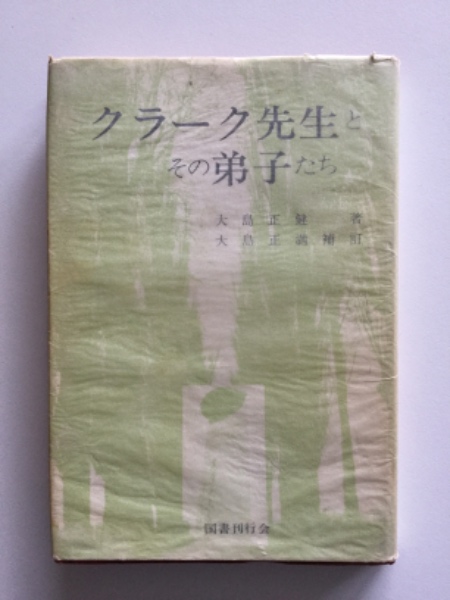 クラーク先生と
その弟子たち
大島正健 著
大島正満補訂
国書刊行会